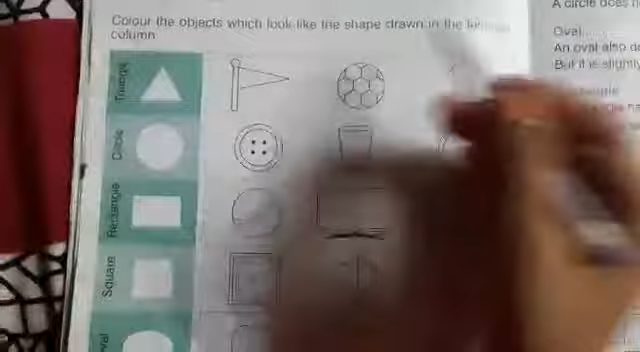 Colour the objects which look like the shape drawn in the
column
Triangle
Circle
Rectangle
Square
A circle does
Oval
An oval also
But it is slightly